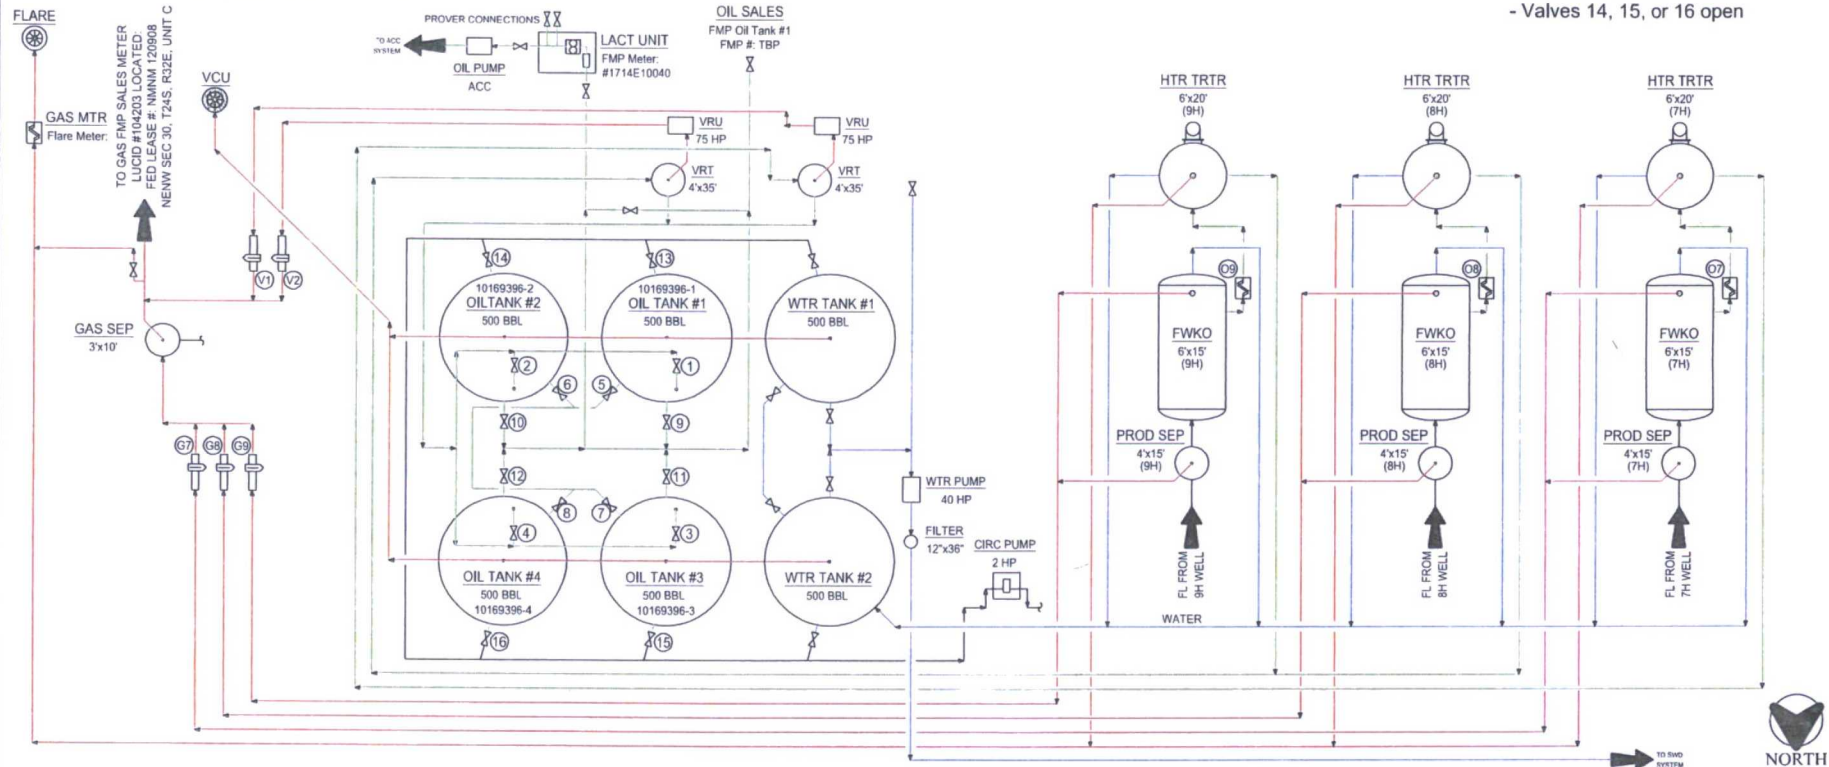 FLARE
GAS MTR
Flare Meter:
TO GAS FMP SALES METER
LUCID #104203 LOCATED:
FED LEASE #: NMNM 120908
NENW SEC 30, T24S, R32E, UNIT C
VCU
PROVER CONNECTIONS
TO ACC
SYSTEM
OIL PUMP
ACC
LACT UNIT
FMP Meter:
#1714E10040
OIL SALES
FMP Oil Tank #1
FMP #: TBP
- Valves 14, 15, or 16 open
VRU
75 HP
VRU
75 HP
VRT
4'x35'
VRT
4'x35'
V1
V2
GAS SEP
3'x10'
G7
G8
G9
14
13
10169396-2
OILTANK #2
500 BBL
10169396-1
OIL TANK #1
500 BBL
WTR TANK #1
500 BBL
2
1
6
5
10
9
12
11
8
7
4
3
OIL TANK #4
500 BBL
10169396-4
OIL TANK #3
500 BBL
10169396-3
WTR TANK #2
500 BBL
16
15
WTR PUMP
40 HP
FILTER
12"x36"
CIRC PUMP
2 HP
HTR TRTR
6'x20'
(9H)
HTR TRTR
6'x20'
(8H)
HTR TRTR
6'x20'
(7H)
O9
O8
O7
FWKO
6'x15'
(9H)
FWKO
6'x15'
(8H)
FWKO
6'x15'
(7H)
PROD SEP
4'x15'
(9H)
PROD SEP
4'x15'
(8H)
PROD SEP
4'x15'
(7H)
FL FROM
9H WELL
FL FROM
8H WELL
FL FROM
7H WELL
WATER
TO SWD
SYSTEM
NORTH